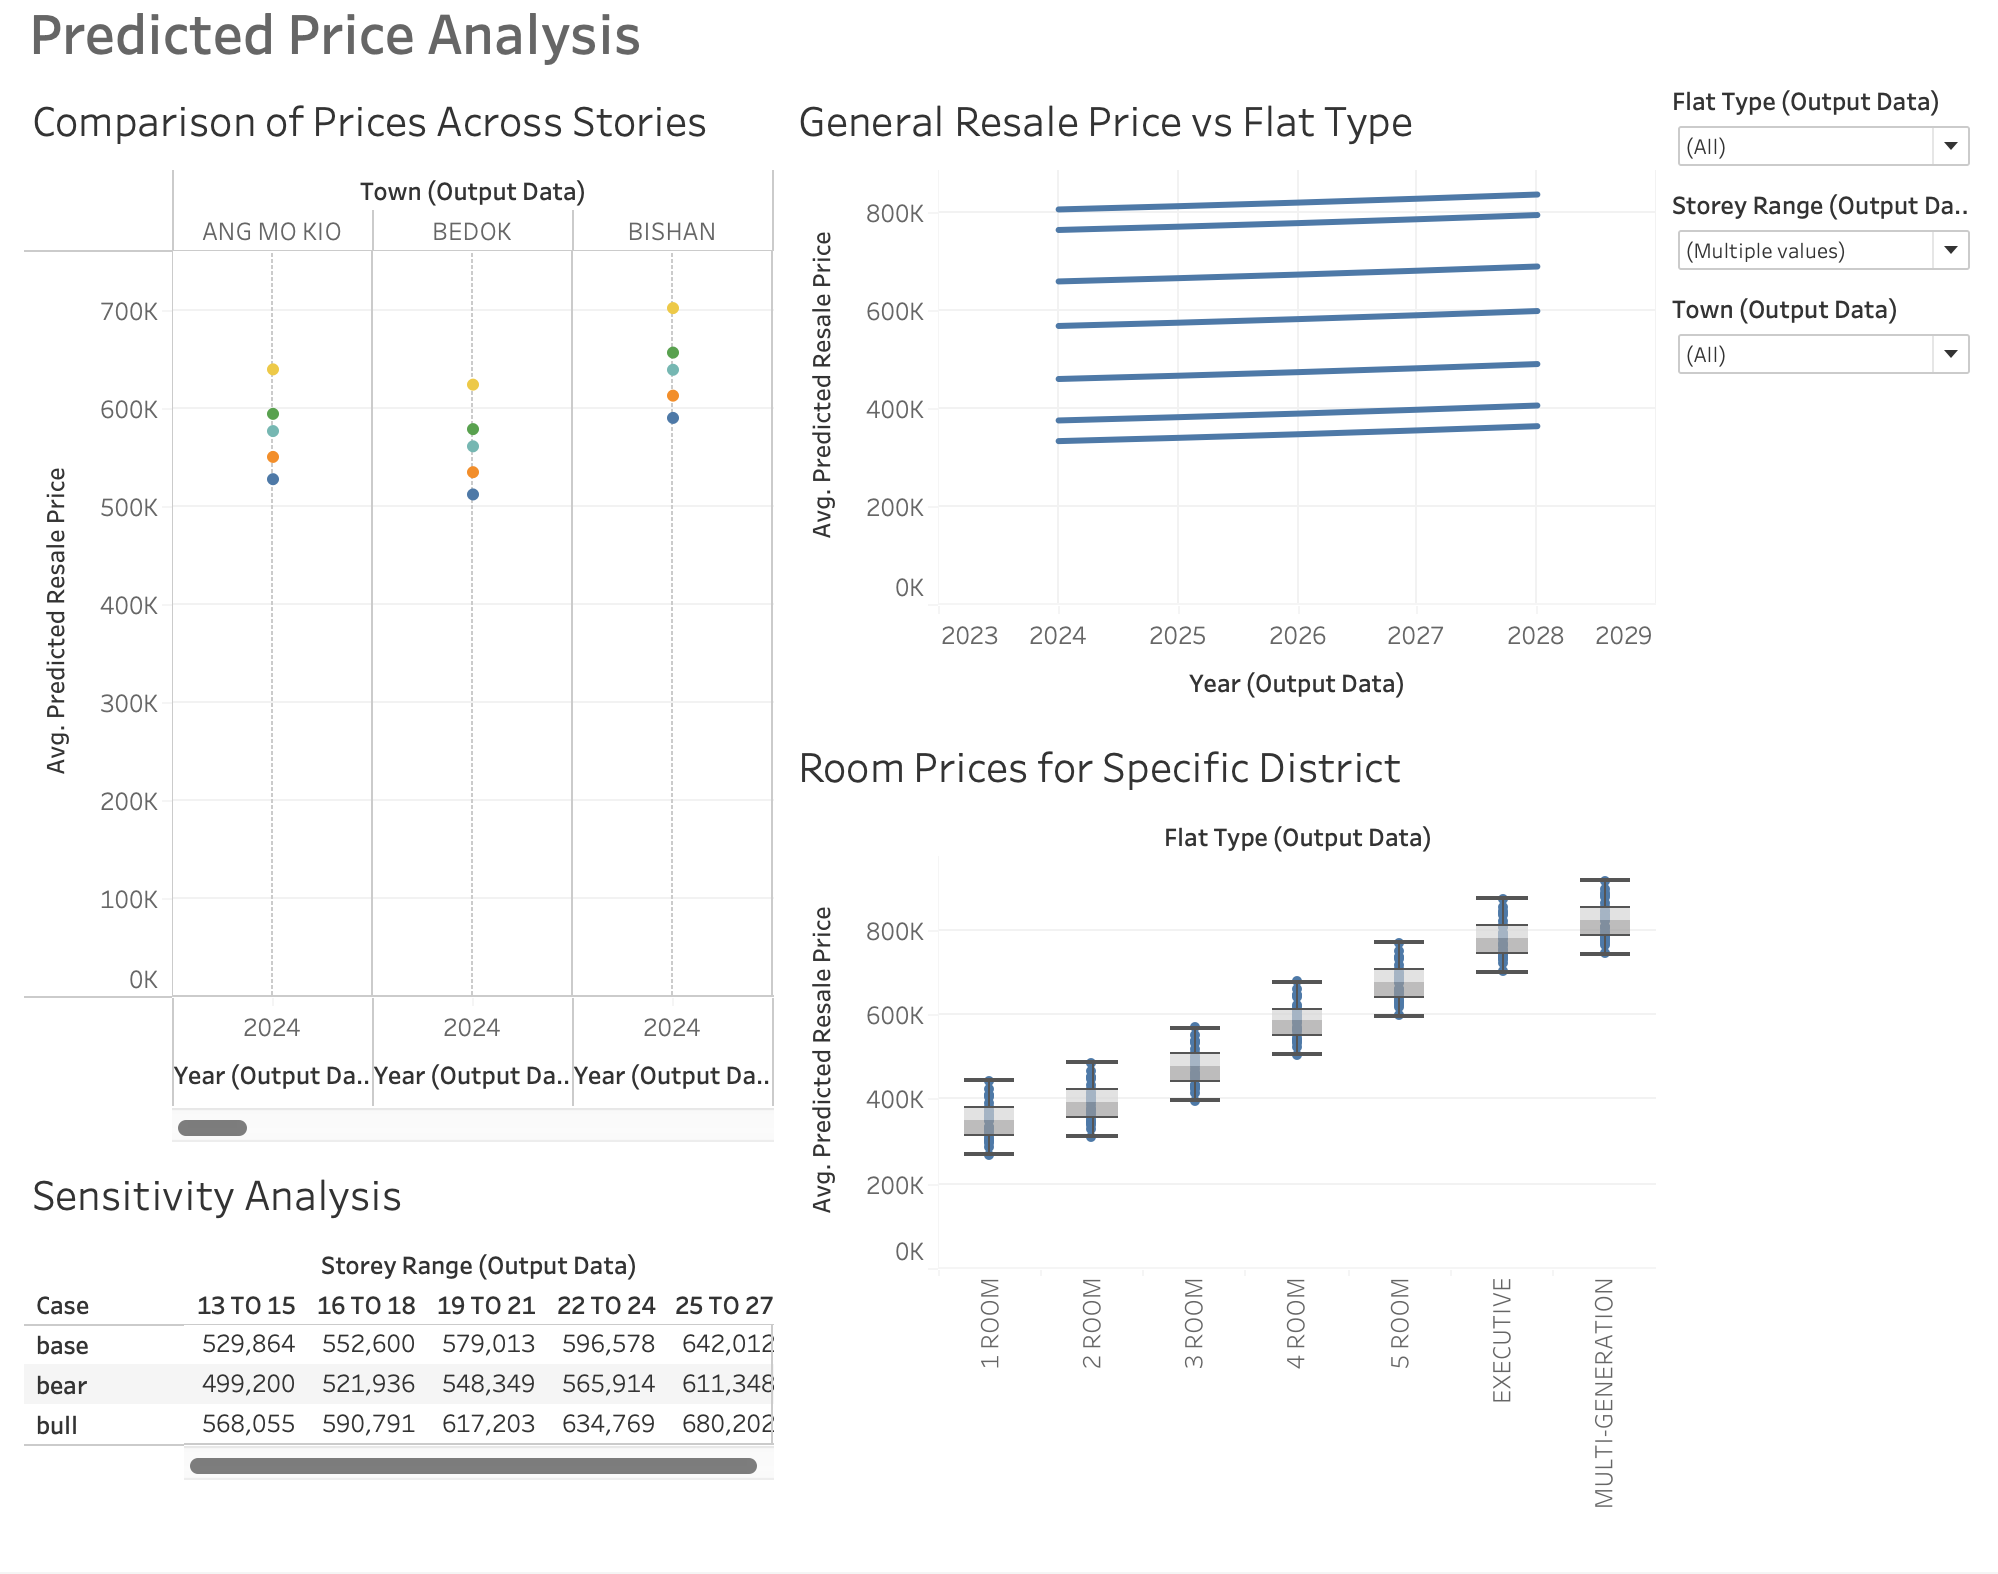 Predicted Price Analysis
Comparison of Prices Across Stories
Town (Output Data)
ANG MO KIO BEDOK BISHAN
Avg. Predicted Resale Price
700K
600K
500K
400K
300K
200K
100K
0K
2024 2024 2024
Year (Output Da.. Year (Output Da.. Year (Output Da..
Sensitivity Analysis
Storey Range (Output Data)
Case 13 TO 15 16 TO 18 19 TO 21 22 TO 24 25 TO 27
base 529,864 552,600 579,013 596,578 642,012
bear 499,200 521,936 548,349 565,914 611,348
bull 568,055 590,791 617,203 634,769 680,202
General Resale Price vs Flat Type
Avg. Predicted Resale Price
800K
600K
400K
200K
0K
2023 2024 2025 2026 2027 2028 2029
Year (Output Data)
Room Prices for Specific District
Flat Type (Output Data)
Avg. Predicted Resale Price
800K
600K
400K
200K
0K
1 ROOM
2 ROOM
3 ROOM
4 ROOM
5 ROOM
EXECUTIVE
MULTI-GENERATION
Flat Type (Output Data)
(All)
Storey Range (Output Da..
(Multiple values)
Town (Output Data)
(All)